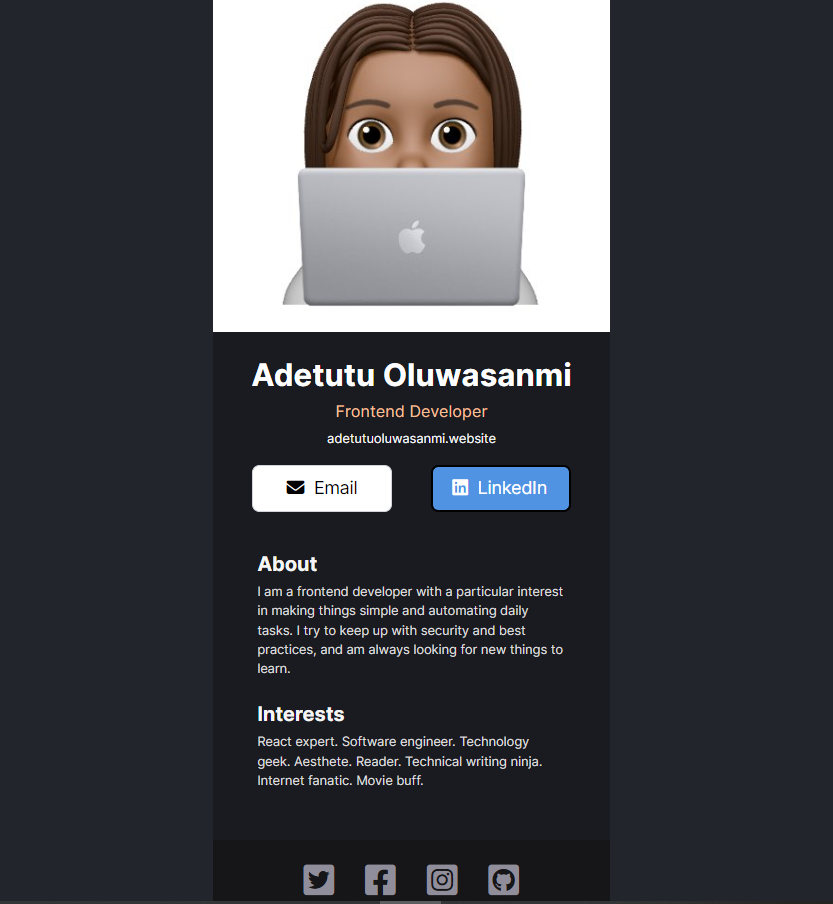 Adetutu Oluwasanmi
Frontend Developer
adetutuoluwasanmi.website
Email
LinkedIn
About
I am a frontend developer with a particular interest
in making things simple and automating daily
tasks. I try to keep up with security and best
practices, and am always looking for new things to
learn.
Interests
React expert. Software engineer. Technology
geek. Aesthete. Reader. Technical writing ninja.
Internet fanatic. Movie buff.